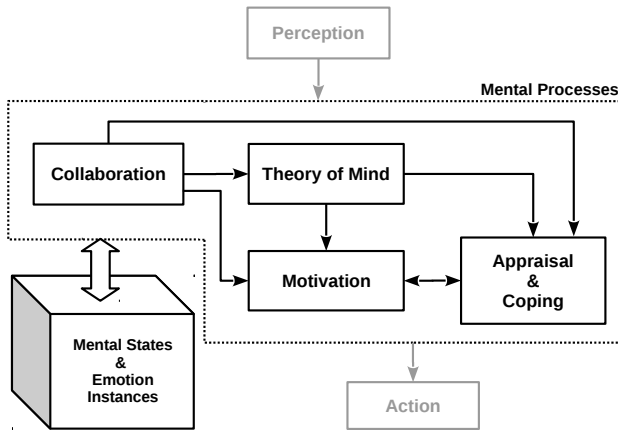 Perception
Mental Processes
Collaboration
Theory of Mind
Motivation
Appraisal
&
Coping
Mental States
&
Emotion
Instances
Action